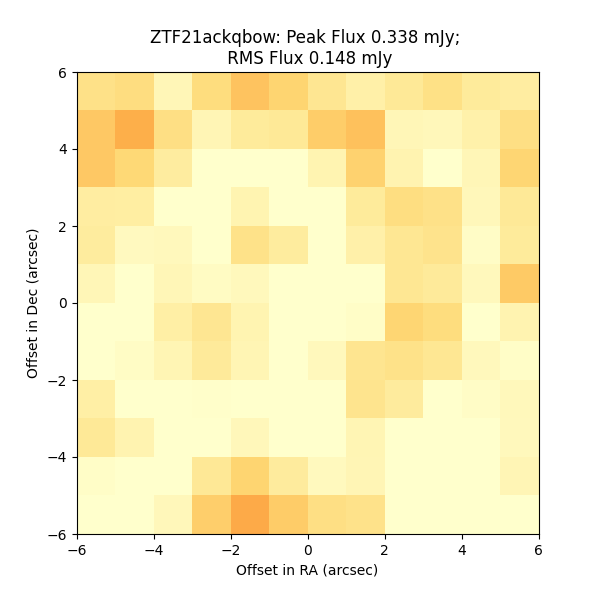 ZTF21ackqbow: Peak Flux 0.338 mJy;
RMS Flux 0.148 mJy
6
4
2
0
−2
−4
−6
Offset in Dec (arcsec)
−6 −4 −2 0 2 4 6
Offset in RA (arcsec)